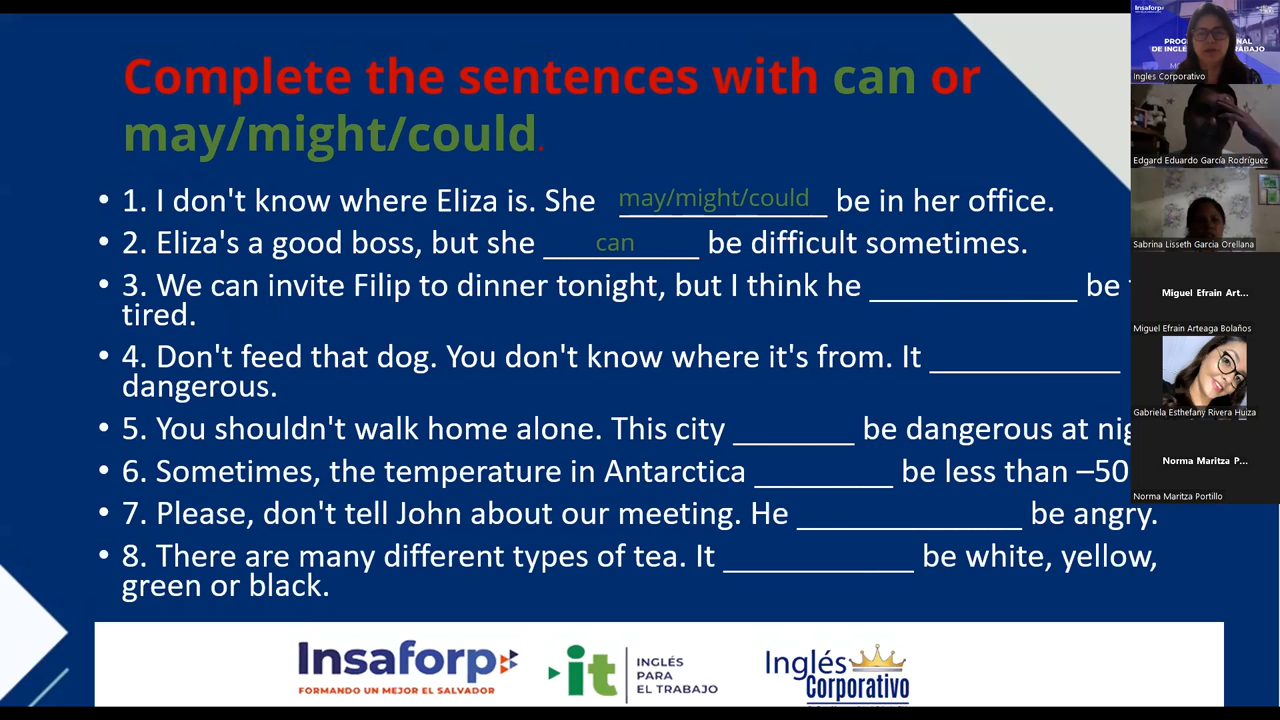 Complete the sentences with can or
may/might/could.
• 1. I don't know where Eliza is. She may/might/could be in her office.
• 2. Eliza's a good boss, but she ____________ can be difficult sometimes.
• 3. We can invite Filip to dinner tonight, but I think he ____________ be
tired.
• 4. Don't feed that dog. You don't know where it's from. It ____________
dangerous.
• 5. You shouldn't walk home alone. This city ________ be dangerous at
• 6. Sometimes, the temperature in Antarctica _________ be less than –50
• 7. Please, don't tell John about our meeting. He ______________ be angry.
• 8. There are many different types of tea. It ____________ be white, yellow,
green or black.
Insaforp
FORMANDO UN MEJOR EL SALVADOR
it
INGLÉS
PARA
EL TRABAJO
Inglés
Corporativo
Insaforp
Ingles Corporativo
Edgard Eduardo García Rodríguez
Sabrina Lisseth Garcia Orellana
Miguel Efrain Art...
Miguel Efrain Arteaga Bolaños
Gabriela Esthefany Rivera Huiza
Norma Maritza P...
Norma Maritza Portillo